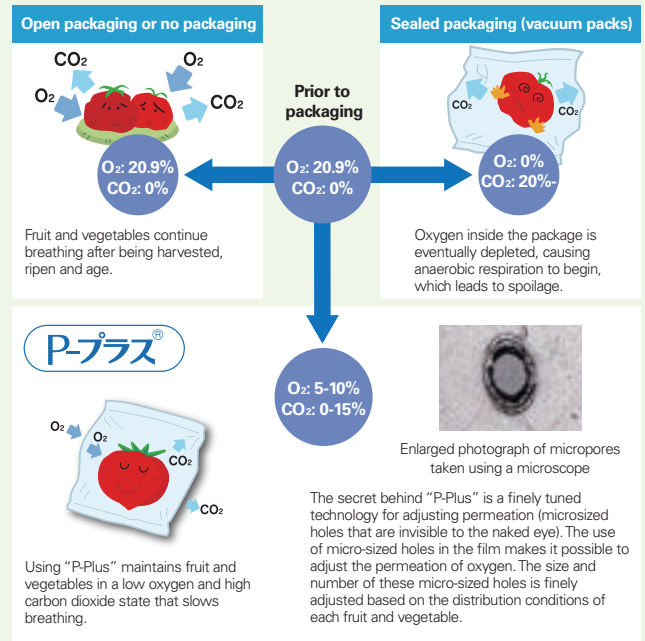 Open packaging or no packaging
CO₂
O₂
O₂
CO₂
O₂: 20.9%
CO₂: 0%
Fruit and vegetables continue
breathing after being harvested,
ripen and age.
Prior to
packaging
O₂: 20.9%
CO₂: 0%
Sealed packaging (vacuum packs)
CO₂
CO₂
O₂: 0%
CO₂: 20%-
Oxygen inside the package is
eventually depleted, causing
anaerobic respiration to begin,
which leads to spoilage.
P-プラス®
O₂: 5-10%
CO₂: 0-15%
O₂
O₂
CO₂
CO₂
Using “P-Plus” maintains fruit and
vegetables in a low oxygen and high
carbon dioxide state that slows
breathing.
Enlarged photograph of micropores
taken using a microscope
The secret behind “P-Plus” is a finely tuned
technology for adjusting permeation (microsized
holes that are invisible to the naked eye). The use
of micro-sized holes in the film makes it possible to
adjust the permeation of oxygen. The size and
number of these micro-sized holes is finely
adjusted based on the distribution conditions of
each fruit and vegetable.